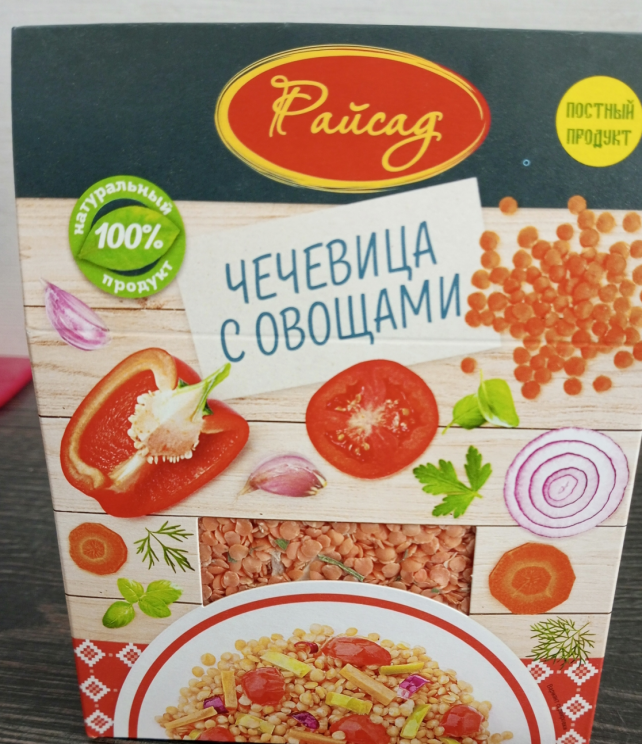 Райсад
ПОСТНЫЙ
ПРОДУКТ
натуральный
100%
продукт
ЧЕЧЕВИЦА
С ОВОЩАМИ